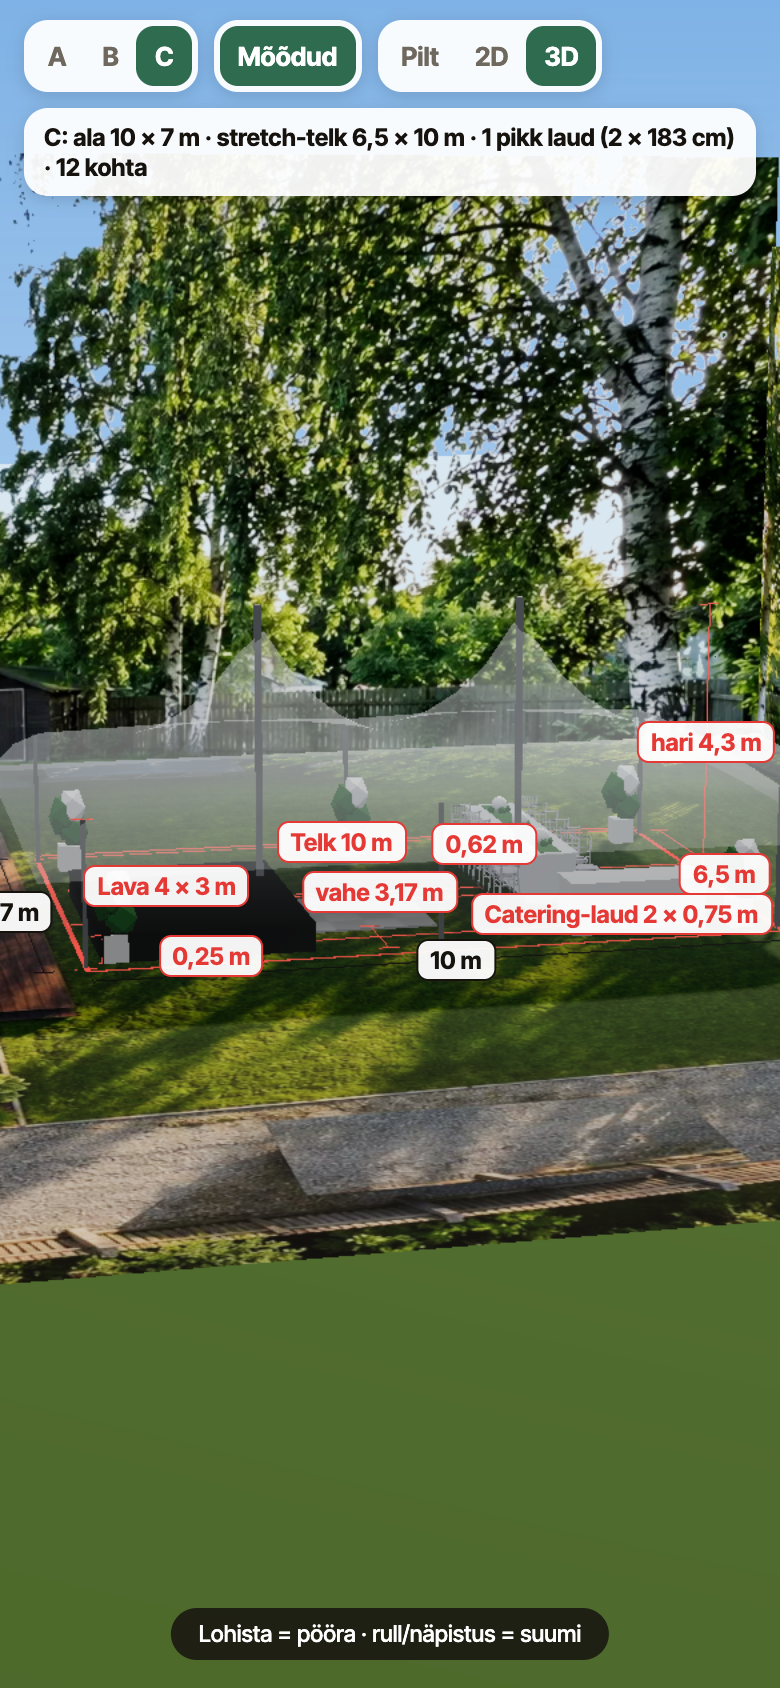 A B C Mõõdud Pilt 2D 3D
C: ala 10 × 7 m · stretch-telk 6,5 × 10 m · 1 pikk laud (2 × 183 cm)
· 12 kohta
hari 4,3 m
Telk 10 m
0,62 m
6,5 m
Lava 4 × 3 m
vahe 3,17 m
7 m
Catering-laud 2 × 0,75 m
0,25 m
10 m
Lohista = pööra · rull/näpistus = suumi